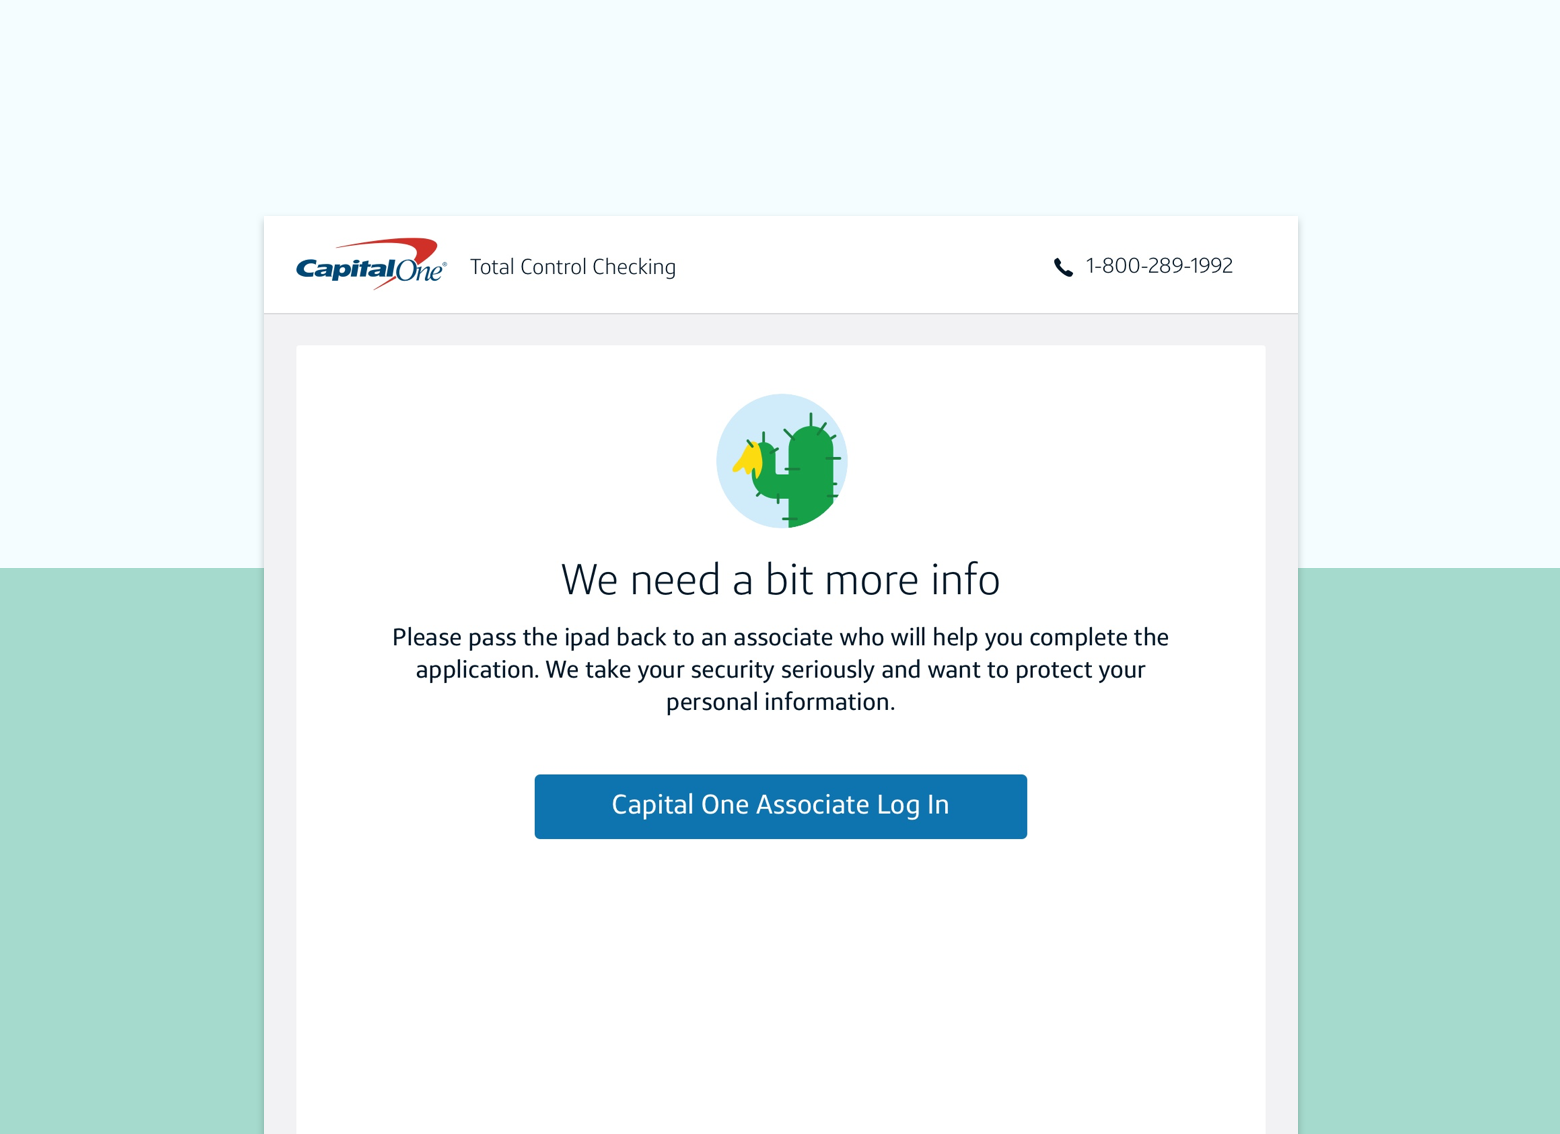 CapitalOne® Total Control Checking 1-800-289-1992
We need a bit more info
Please pass the ipad back to an associate who will help you complete the
application. We take your security seriously and want to protect your
personal information.
Capital One Associate Log In